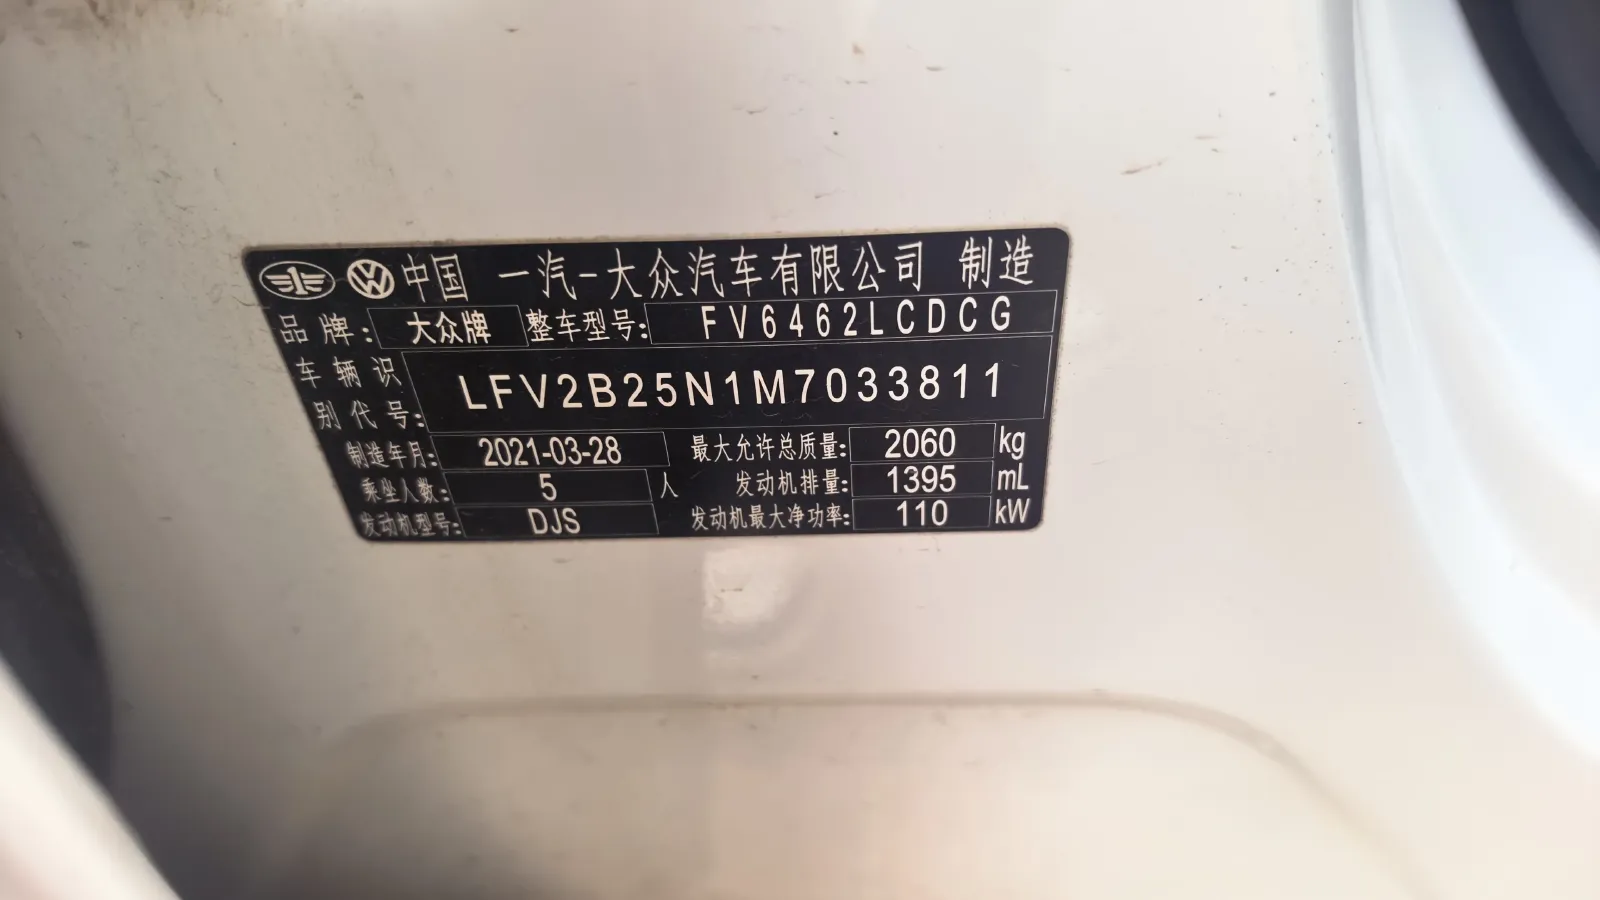 中国 一汽-大众汽车有限公司 制造
品牌: 大众牌 整车型号: FV6462LCDCG
车辆识别代号: LFV2B25N1M7033811
制造年月: 2021-03-28 最大允许总质量: 2060 kg
乘坐人数: 5 人 发动机排量: 1395 mL
发动机型号: DJS 发动机最大净功率: 110 kW